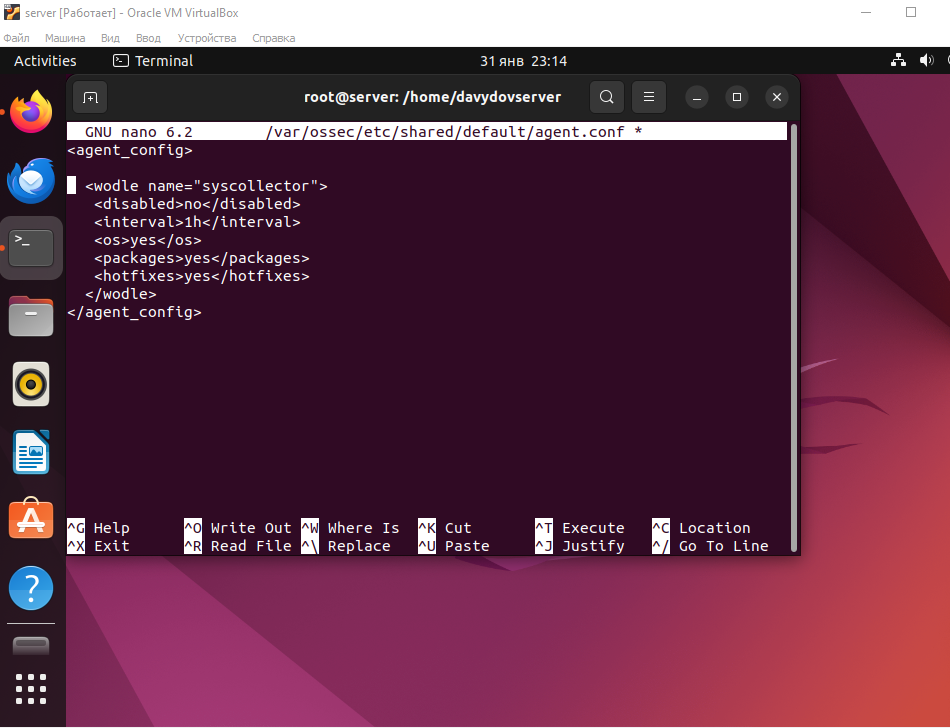 server [Работает] - Oracle VM VirtualBox
Файл Машина Вид Ввод Устройства Справка
Activities Terminal 31 янв 23:14
root@server: /home/davydovserver
GNU nano 6.2 /var/ossec/etc/shared/default/agent.conf *
<agent_config>
<wodle name="syscollector">
<disabled>no</disabled>
<interval>1h</interval>
<os>yes</os>
<packages>yes</packages>
<hotfixes>yes</hotfixes>
</wodle>
</agent_config>
^G Help ^O Write Out ^W Where Is ^K Cut ^T Execute ^C Location
^X Exit ^R Read File ^\ Replace ^U Paste ^J Justify ^/ Go To Line